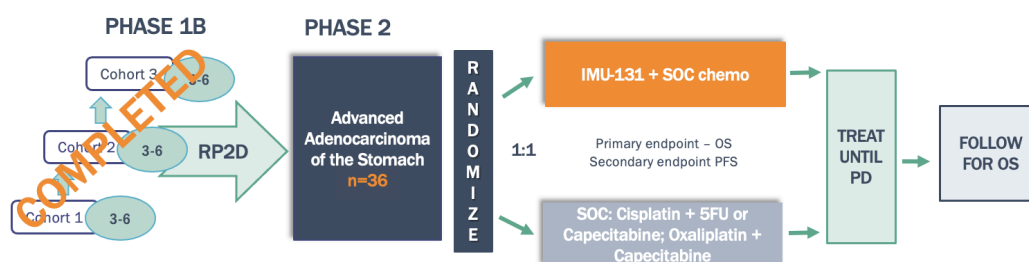 PHASE 1B
PHASE 2
Cohort 3
3-6
Cohort 2
3-6
Cohort 1
3-6
COMPLETED
RP2D
Advanced
Adenocarcinoma
of the Stomach
n=36
RANDOMIZE
1:1
IMU-131 + SOC chemo
Primary endpoint – OS
Secondary endpoint PFS
SOC: Cisplatin + 5FU or
Capecitabine; Oxaliplatin +
Capecitabine
TREAT
UNTIL
PD
FOLLOW
FOR OS